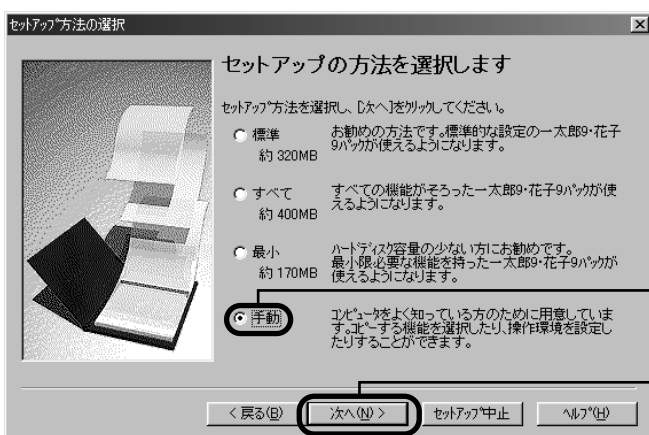 セットアップ方法の選択
セットアップの方法を選択します
セットアップ方法を選択し、[次へ]をクリックしてください。
標準
約 320MB
お勧めの方法です。標準的な設定の一太郎9・花子
9パックが使えるようになります。
すべて
約 400MB
すべての機能がそろった一太郎9・花子9パックが使
えるようになります。
最小
約 170MB
ハードディスク容量の少ない方にお勧めです。
最小限必要な機能を持った一太郎9・花子9パックが
使えるようになります。
手動
コンピュータをよく知っている方のために用意していま
す。コピーする機能を選択したり、操作環境を設定し
たりすることができます。
< 戻る(B)
次へ(N) >
セットアップ中止
ヘルプ(H)